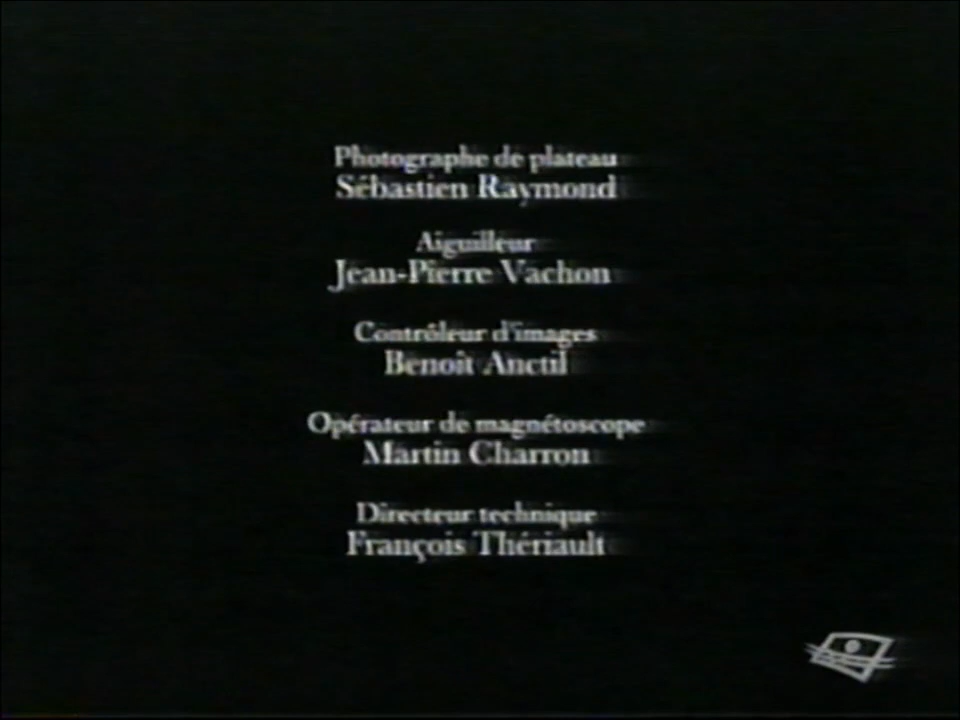 Photographe de plateau
Sébastien Raymond
Aiguilleur
Jean-Pierre Vachon
Contrôleur d'images
Benoît Anctil
Opérateur de magnétoscope
Martin Charron
Directeur technique
François Thériault